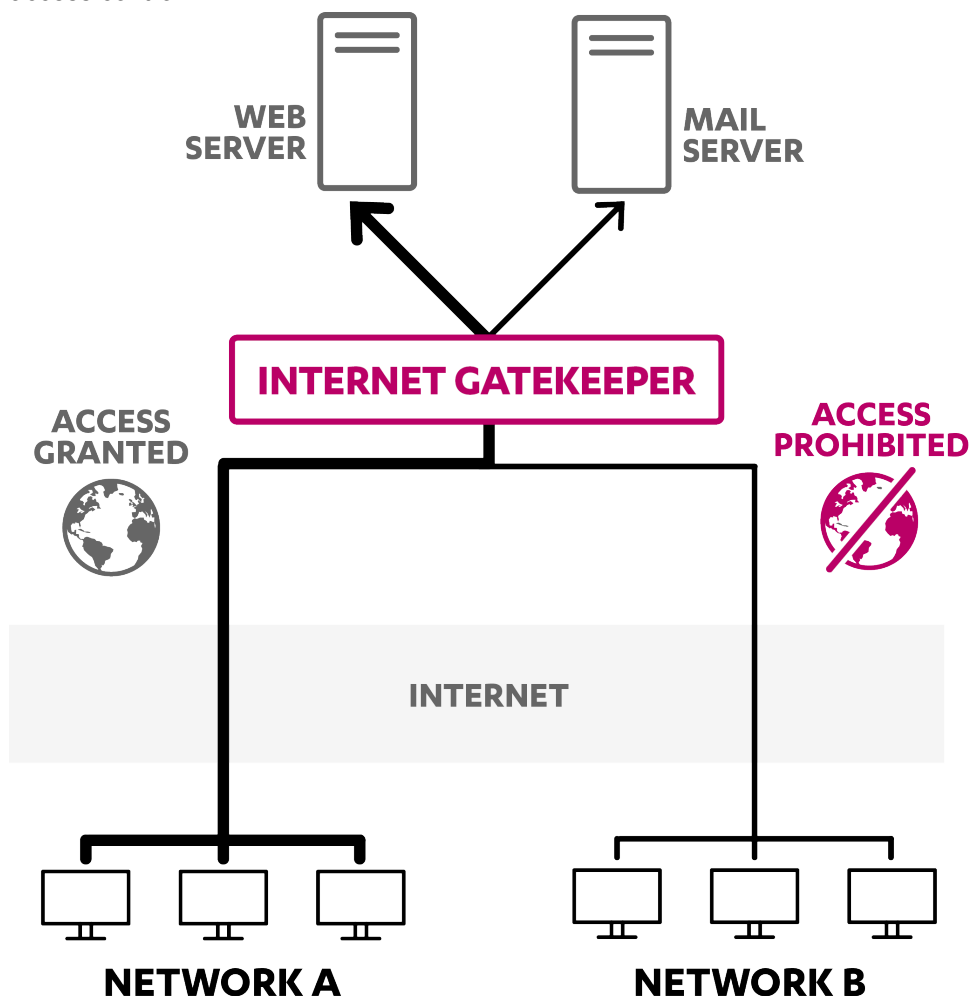 WEB
SERVER
MAIL
SERVER
INTERNET GATEKEEPER
ACCESS
GRANTED
ACCESS
PROHIBITED
INTERNET
NETWORK A
NETWORK B